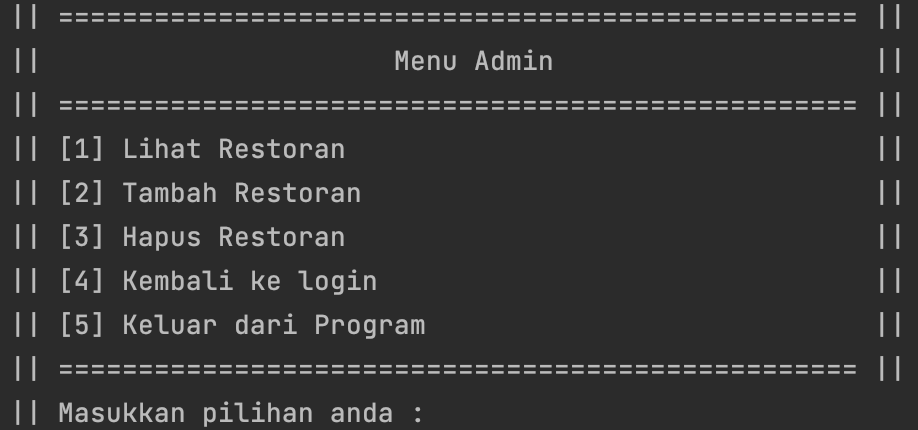 || ================================================== ||
||                      Menu Admin                    ||
|| ================================================== ||
|| [1] Lihat Restoran                                 ||
|| [2] Tambah Restoran                                ||
|| [3] Hapus Restoran                                 ||
|| [4] Kembali ke login                               ||
|| [5] Keluar dari Program                            ||
|| ================================================== ||
|| Masukkan pilihan anda :